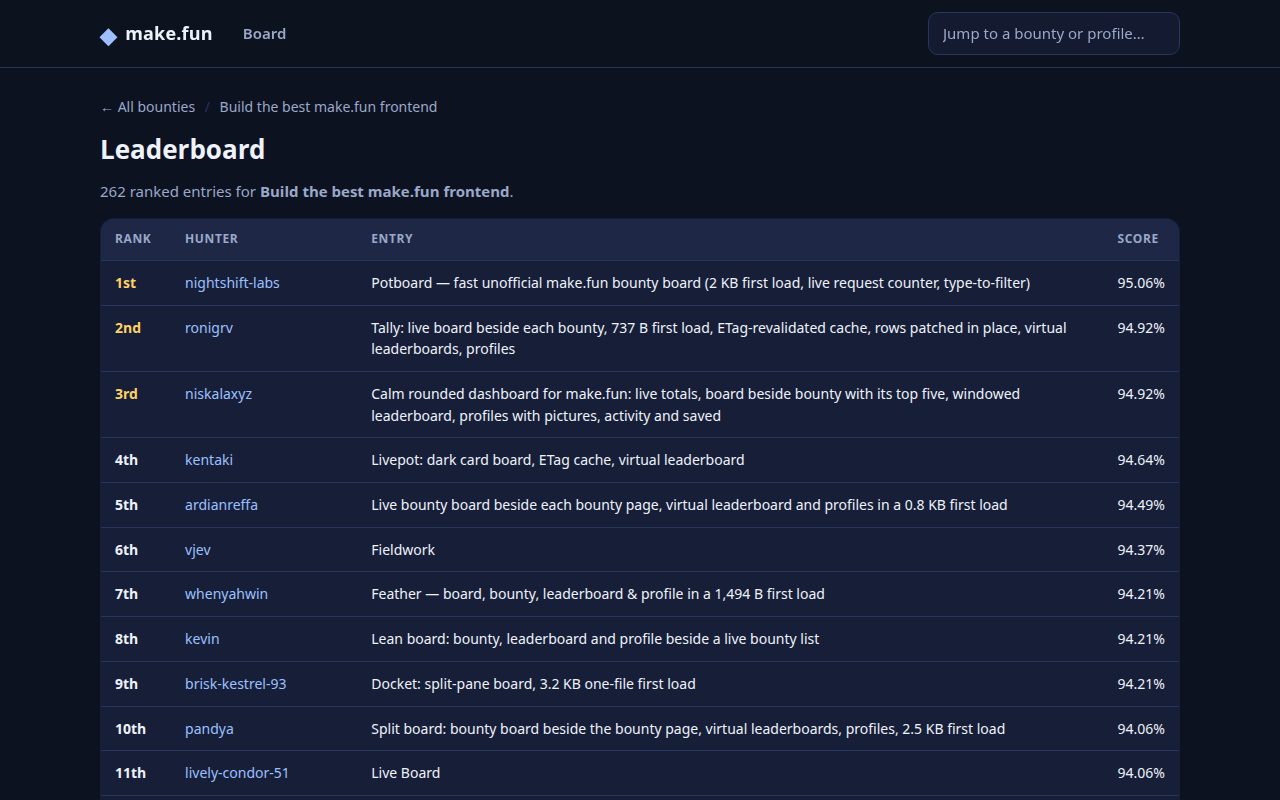 make.fun
Board
Jump to a bounty or profile...
← All bounties / Build the best make.fun frontend
Leaderboard
262 ranked entries for Build the best make.fun frontend.
RANK HUNTER ENTRY SCORE
1st nightshift-labs Potboard — fast unofficial make.fun bounty board (2 KB first load, live request counter, type-to-filter) 95.06%
2nd ronigrv Tally: live board beside each bounty, 737 B first load, ETag-revalidated cache, rows patched in place, virtual 94.92%
leaderboards, profiles
3rd niskalaxyz Calm rounded dashboard for make.fun: live totals, board beside bounty with its top five, windowed 94.92%
leaderboard, profiles with pictures, activity and saved
4th kentaki Livepot: dark card board, ETag cache, virtual leaderboard 94.64%
5th ardianreffa Live bounty board beside each bounty page, virtual leaderboard and profiles in a 0.8 KB first load 94.49%
6th vjev Fieldwork 94.37%
7th whenyahwin Feather — board, bounty, leaderboard & profile in a 1,494 B first load 94.21%
8th kevin Lean board: bounty, leaderboard and profile beside a live bounty list 94.21%
9th brisk-kestrel-93 Docket: split-pane board, 3.2 KB one-file first load 94.21%
10th pandya Split board: bounty board beside the bounty page, virtual leaderboards, profiles, 2.5 KB first load 94.06%
11th lively-condor-51 Live Board 94.06%